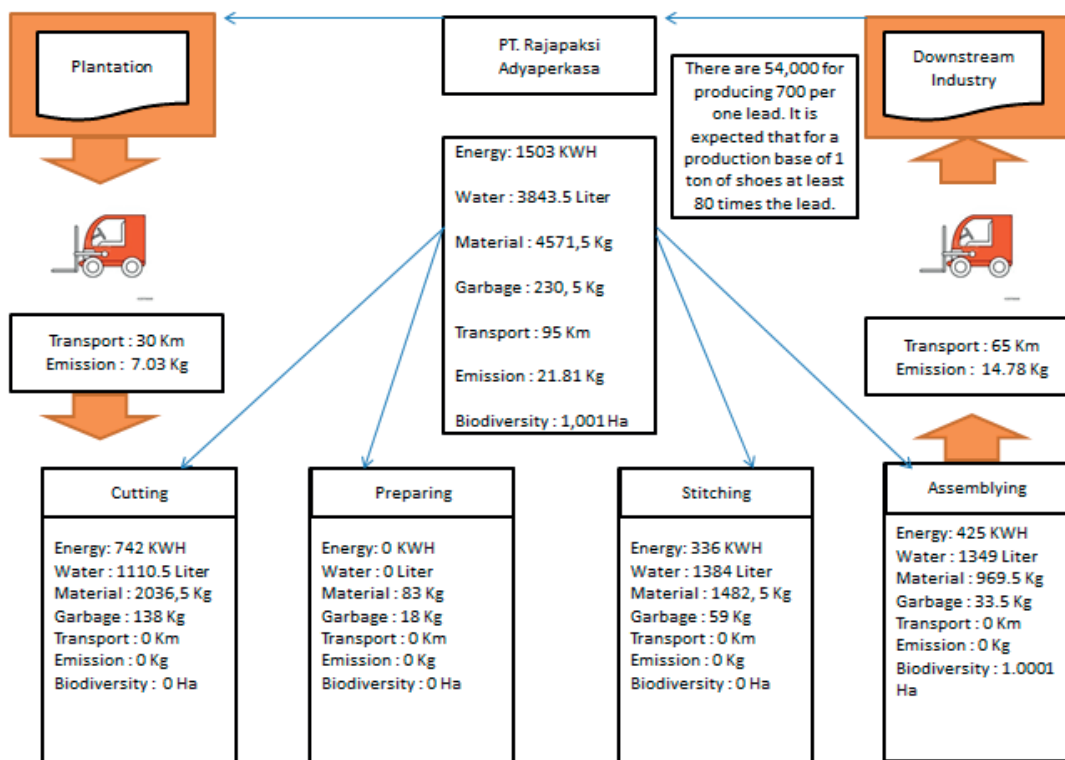 Plantation
PT. Rajapaksi
Adyaperkasa
There are 54,000 for
producing 700 per
one lead. It is
expected that for a
production base of 1
ton of shoes at least
80 times the lead.
Downstream
Industry
Energy: 1503 KWH
Water : 3843.5 Liter
Material : 4571,5 Kg
Garbage : 230, 5 Kg
Transport : 95 Km
Emission : 21.81 Kg
Biodiversity : 1,001 Ha
Transport : 30 Km
Emission : 7.03 Kg
Transport : 65 Km
Emission : 14.78 Kg
Cutting
Energy: 742 KWH
Water : 1110.5 Liter
Material : 2036,5 Kg
Garbage : 138 Kg
Transport : 0 Km
Emission : 0 Kg
Biodiversity : 0 Ha
Preparing
Energy: 0 KWH
Water : 0 Liter
Material : 83 Kg
Garbage : 18 Kg
Transport : 0 Km
Emission : 0 Kg
Biodiversity : 0 Ha
Stitching
Energy: 336 KWH
Water : 1384 Liter
Material : 1482, 5 Kg
Garbage : 59 Kg
Transport : 0 Km
Emission : 0 Kg
Biodiversity : 0 Ha
Assemblying
Energy: 425 KWH
Water : 1349 Liter
Material : 969.5 Kg
Garbage : 33.5 Kg
Transport : 0 Km
Emission : 0 Kg
Biodiversity : 1.0001
Ha